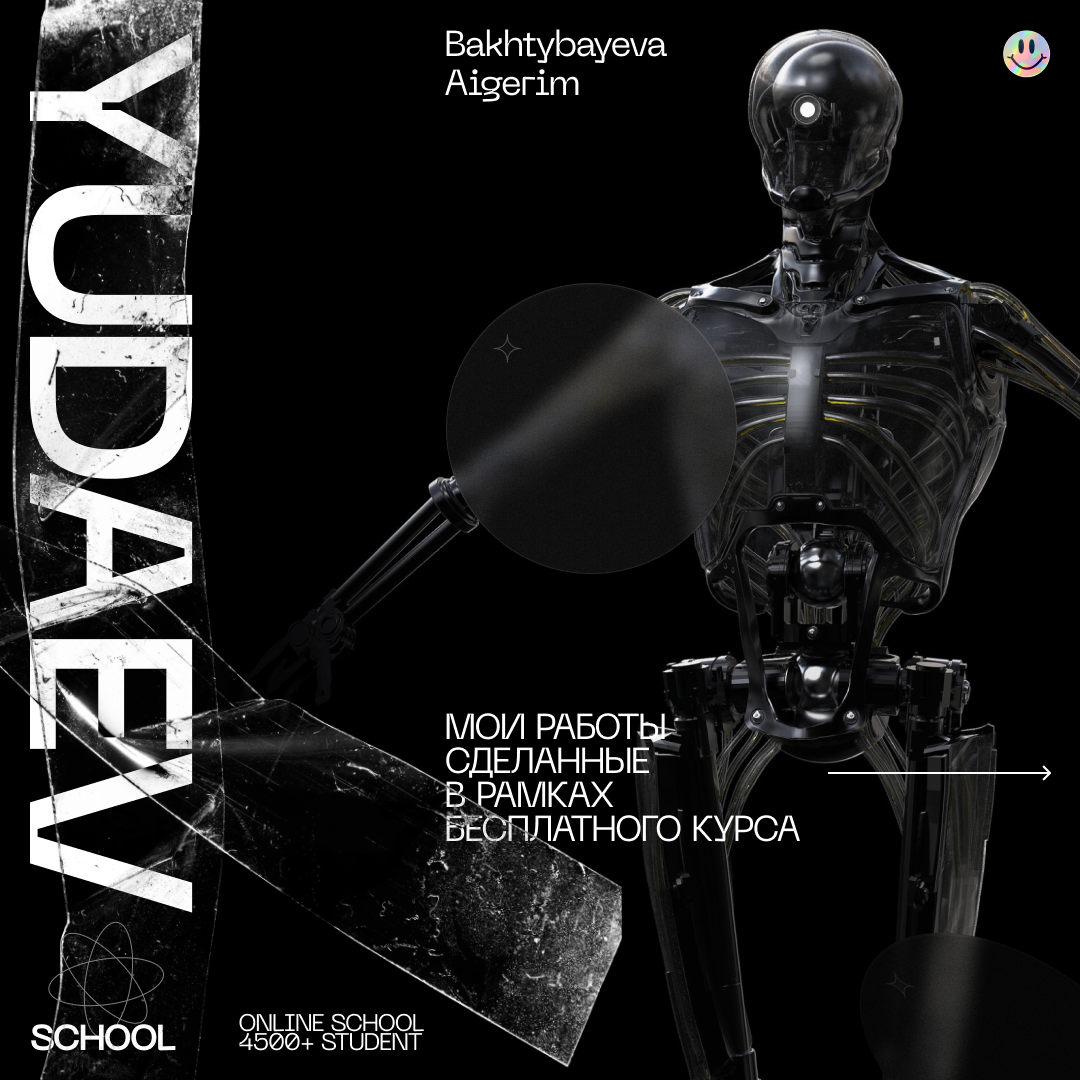 YUDAEV
SCHOOL
Bakhtybayeva
Aigerim
МОИ РАБОТЫ
СДЕЛАННЫЕ
В РАМКАХ
БЕСПЛАТНОГО КУРСА
ONLINE SCHOOL
4500+ STUDENT